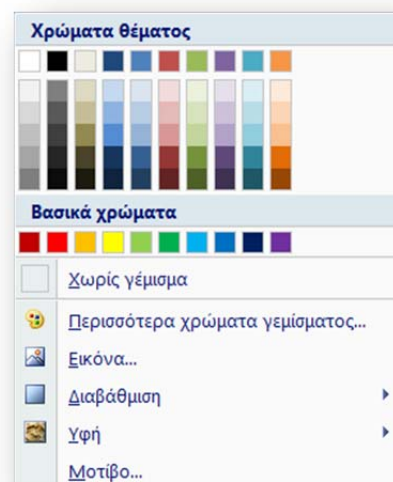 Χρώματα θέματος
Βασικά χρώματα
Χωρίς γέμισμα
Περισσότερα χρώματα γεμίσματος...
Εικόνα...
Διαβάθμιση
Υφή
Μοτίβο...